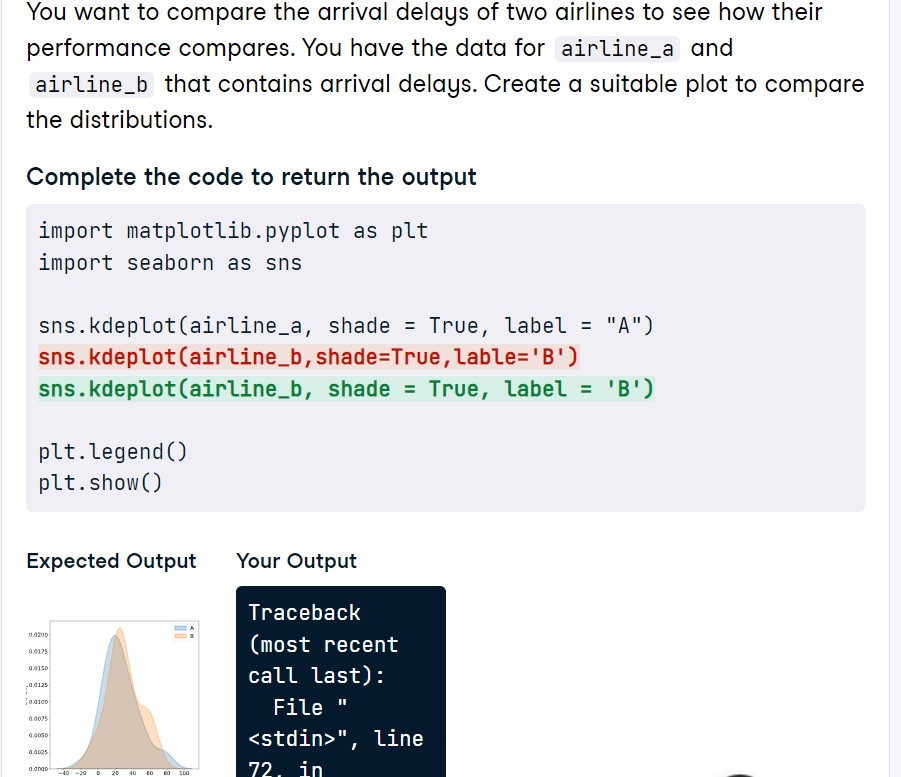 You want to compare the arrival delays of two airlines to see how their
performance compares. You have the data for airline_a and
airline_b that contains arrival delays. Create a suitable plot to compare
the distributions.
Complete the code to return the output
import matplotlib.pyplot as plt
import seaborn as sns
sns.kdeplot(airline_a, shade = True, label = "A")
sns.kdeplot(airline_b,shade=True,lable='B')
sns.kdeplot(airline_b, shade = True, label = 'B')
plt.legend()
plt.show()
Expected Output
Your Output
A
B
0.0200
0.0175
0.0150
0.0125
0.0100
0.0075
0.0050
0.0025
0.0000
-40 -20 0 20 40 60 80 100
Traceback
(most recent
call last):
File "
<stdin>", line
72, in